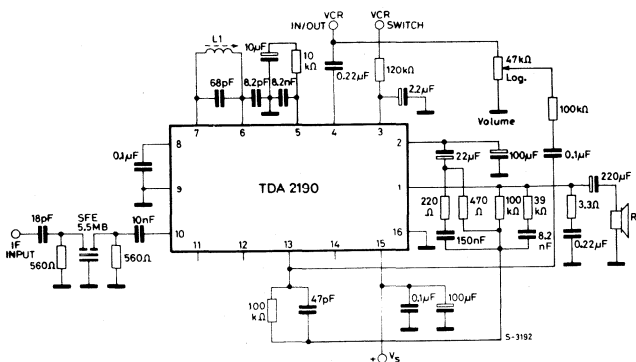 VCR
IN/OUT
VCR
SWITCH
L1
10µF
10
kΩ
68pF
8.2pF
8.2nF
0.22µF
120kΩ
2.2µF
47kΩ
Log.
Volume
100kΩ
0.1µF
7
6
5
4
3
8
9
10
2
1
16
TDA 2190
11
12
13
14
15
0.1µF
18pF
SFE
5.5MB
10nF
IF
INPUT
560Ω
560Ω
22µF
100µF
220
Ω
470
Ω
100
kΩ
39
kΩ
150nF
8.2
nF
3.3Ω
0.22µF
220µF
R
100
kΩ
47pF
0.1µF
100µF
S-3192
+ Vs